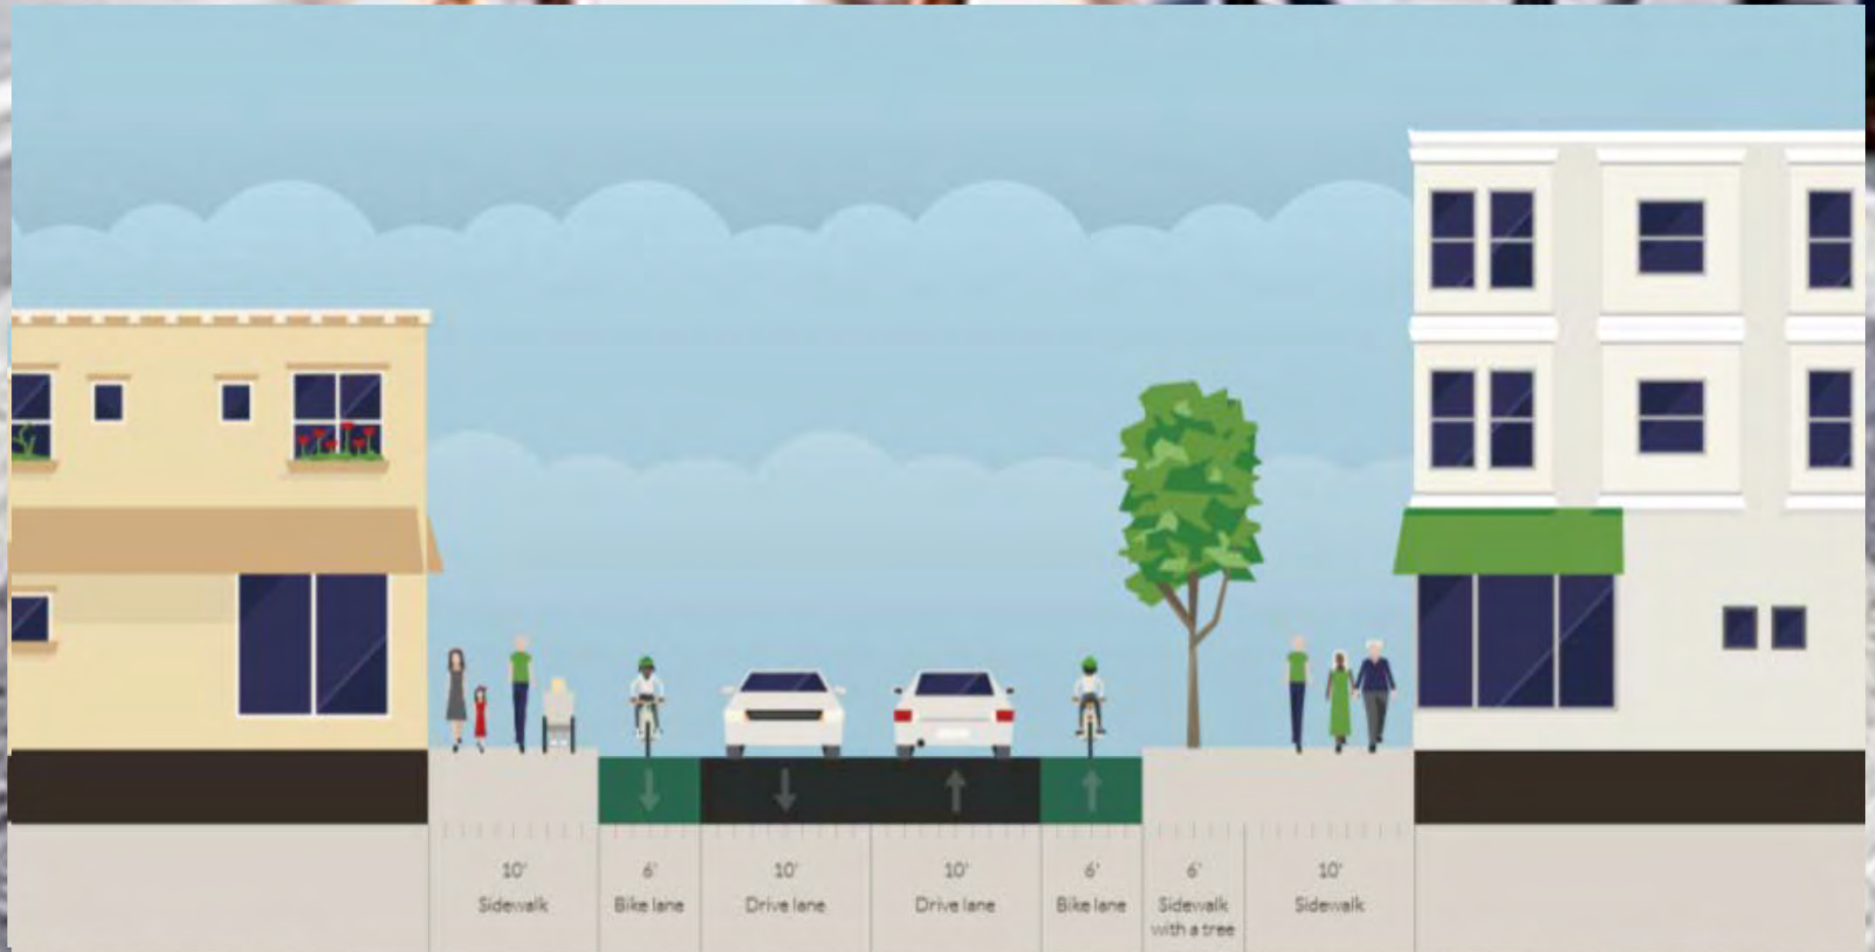 10'
Sidewalk
6'
Bike lane
10'
Drive lane
10'
Drive lane
6'
Bike lane
6'
Sidewalk
with a tree
10'
Sidewalk